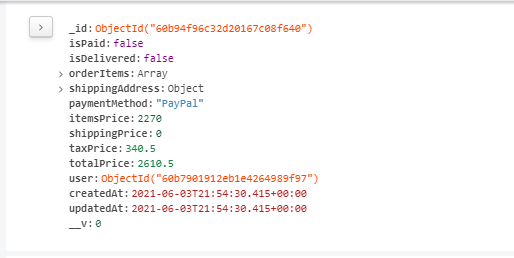 _id: ObjectId("60b94f96c32d20167c08f640")
isPaid: false
isDelivered: false
orderItems: Array
shippingAddress: Object
paymentMethod: "PayPal"
itemsPrice: 2270
shippingPrice: 0
taxPrice: 340.5
totalPrice: 2610.5
user: ObjectId("60b7901912eb1e4264989f97")
createdAt: 2021-06-03T21:54:30.415+00:00
updatedAt: 2021-06-03T21:54:30.415+00:00
__v: 0